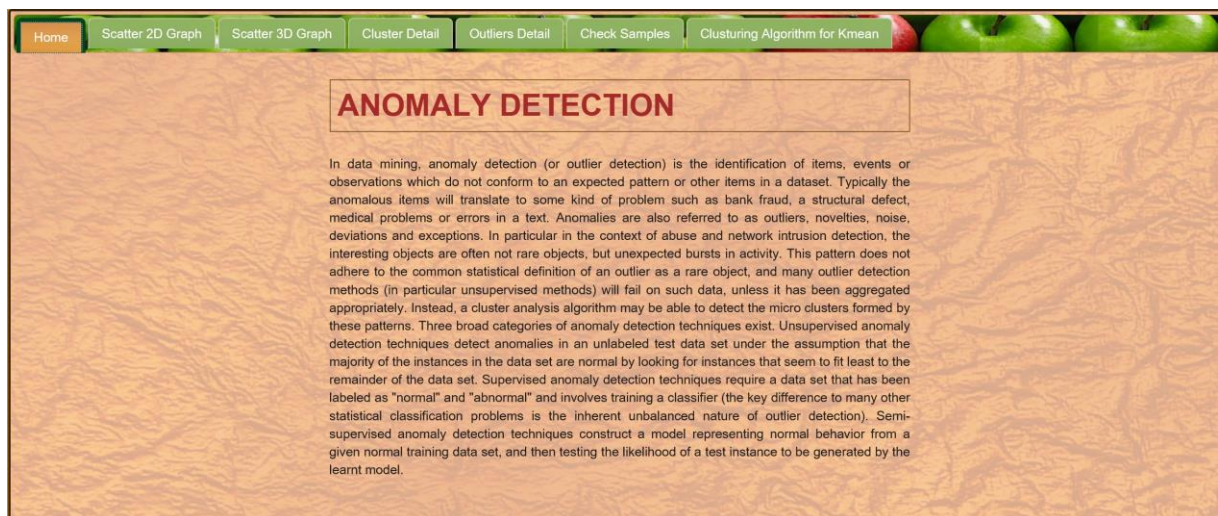 Home Scatter 2D Graph Scatter 3D Graph Cluster Detail Outliers Detail Check Samples Clusturing Algorithm for Kmean
ANOMALY DETECTION
In data mining, anomaly detection (or outlier detection) is the identification of items, events or
observations which do not conform to an expected pattern or other items in a dataset. Typically the
anomalous items will translate to some kind of problem such as bank fraud, a structural defect,
medical problems or errors in a text. Anomalies are also referred to as outliers, novelties, noise,
deviations and exceptions. In particular in the context of abuse and network intrusion detection, the
interesting objects are often not rare objects, but unexpected bursts in activity. This pattern does not
adhere to the common statistical definition of an outlier as a rare object, and many outlier detection
methods (in particular unsupervised methods) will fail on such data, unless it has been aggregated
appropriately. Instead, a cluster analysis algorithm may be able to detect the micro clusters formed by
these patterns. Three broad categories of anomaly detection techniques exist. Unsupervised anomaly
detection techniques detect anomalies in an unlabeled test data set under the assumption that the
majority of the instances in the data set are normal by looking for instances that seem to fit least to the
remainder of the data set. Supervised anomaly detection techniques require a data set that has been
labeled as "normal" and "abnormal" and involves training a classifier (the key difference to many other
statistical classification problems is the inherent unbalanced nature of outlier detection). Semi-
supervised anomaly detection techniques construct a model representing normal behavior from a
given normal training data set, and then testing the likelihood of a test instance to be generated by the
learnt model.